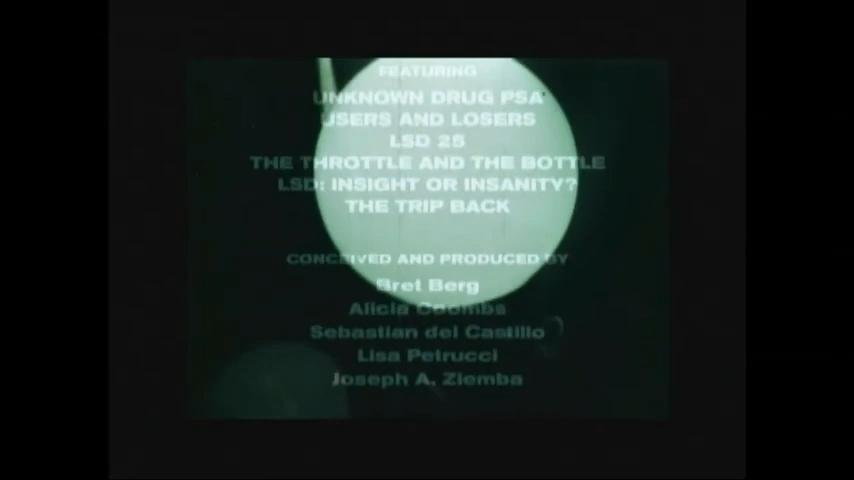 FEATURING
UNKNOWN DRUG PSA
USERS AND LOSERS
LSD 25
THE THROTTLE AND THE BOTTLE
LSD: INSIGHT OR INSANITY?
THE TRIP BACK
CONCEIVED AND PRODUCED BY
Bret Berg
Alicia Coombs
Sebastian del Castillo
Lisa Petrucci
Joseph A. Ziemba